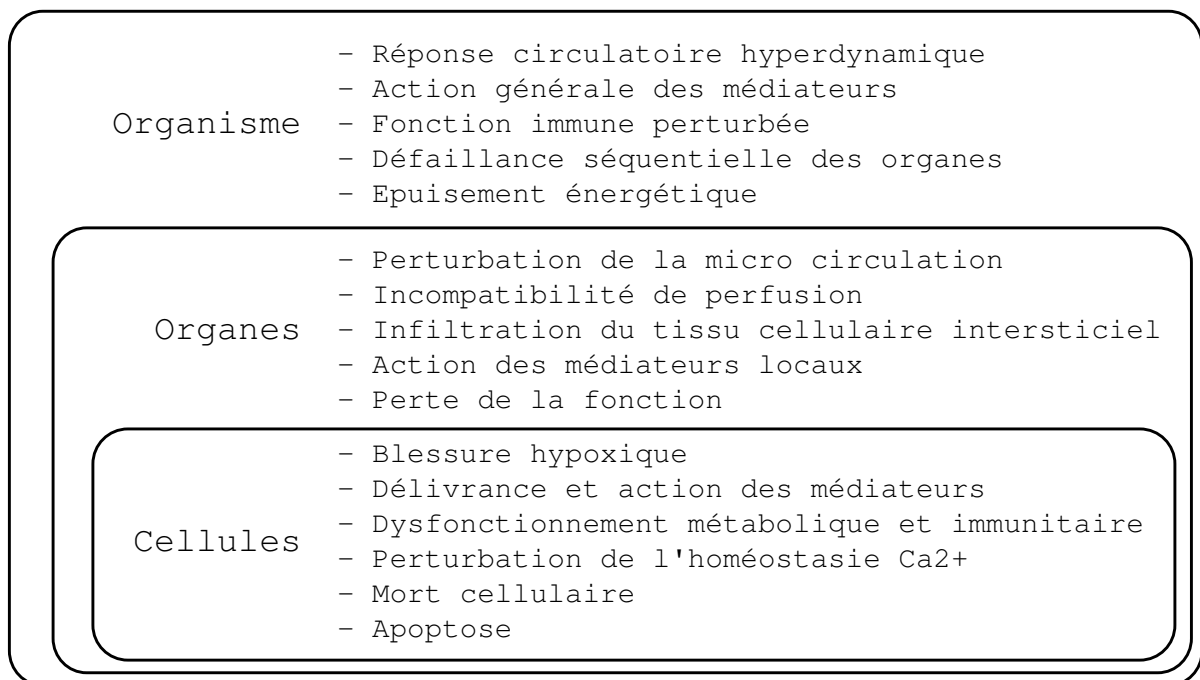 - Réponse circulatoire hyperdynamique
- Action générale des médiateurs
Organisme - Fonction immune perturbée
- Défaillance séquentielle des organes
- Epuisement énergétique
- Perturbation de la micro circulation
- Incompatibilité de perfusion
Organes - Infiltration du tissu cellulaire intersticiel
- Action des médiateurs locaux
- Perte de la fonction
- Blessure hypoxique
- Délivrance et action des médiateurs
Cellules - Dysfonctionnement métabolique et immunitaire
- Perturbation de l'homéostasie Ca2+
- Mort cellulaire
- Apoptose